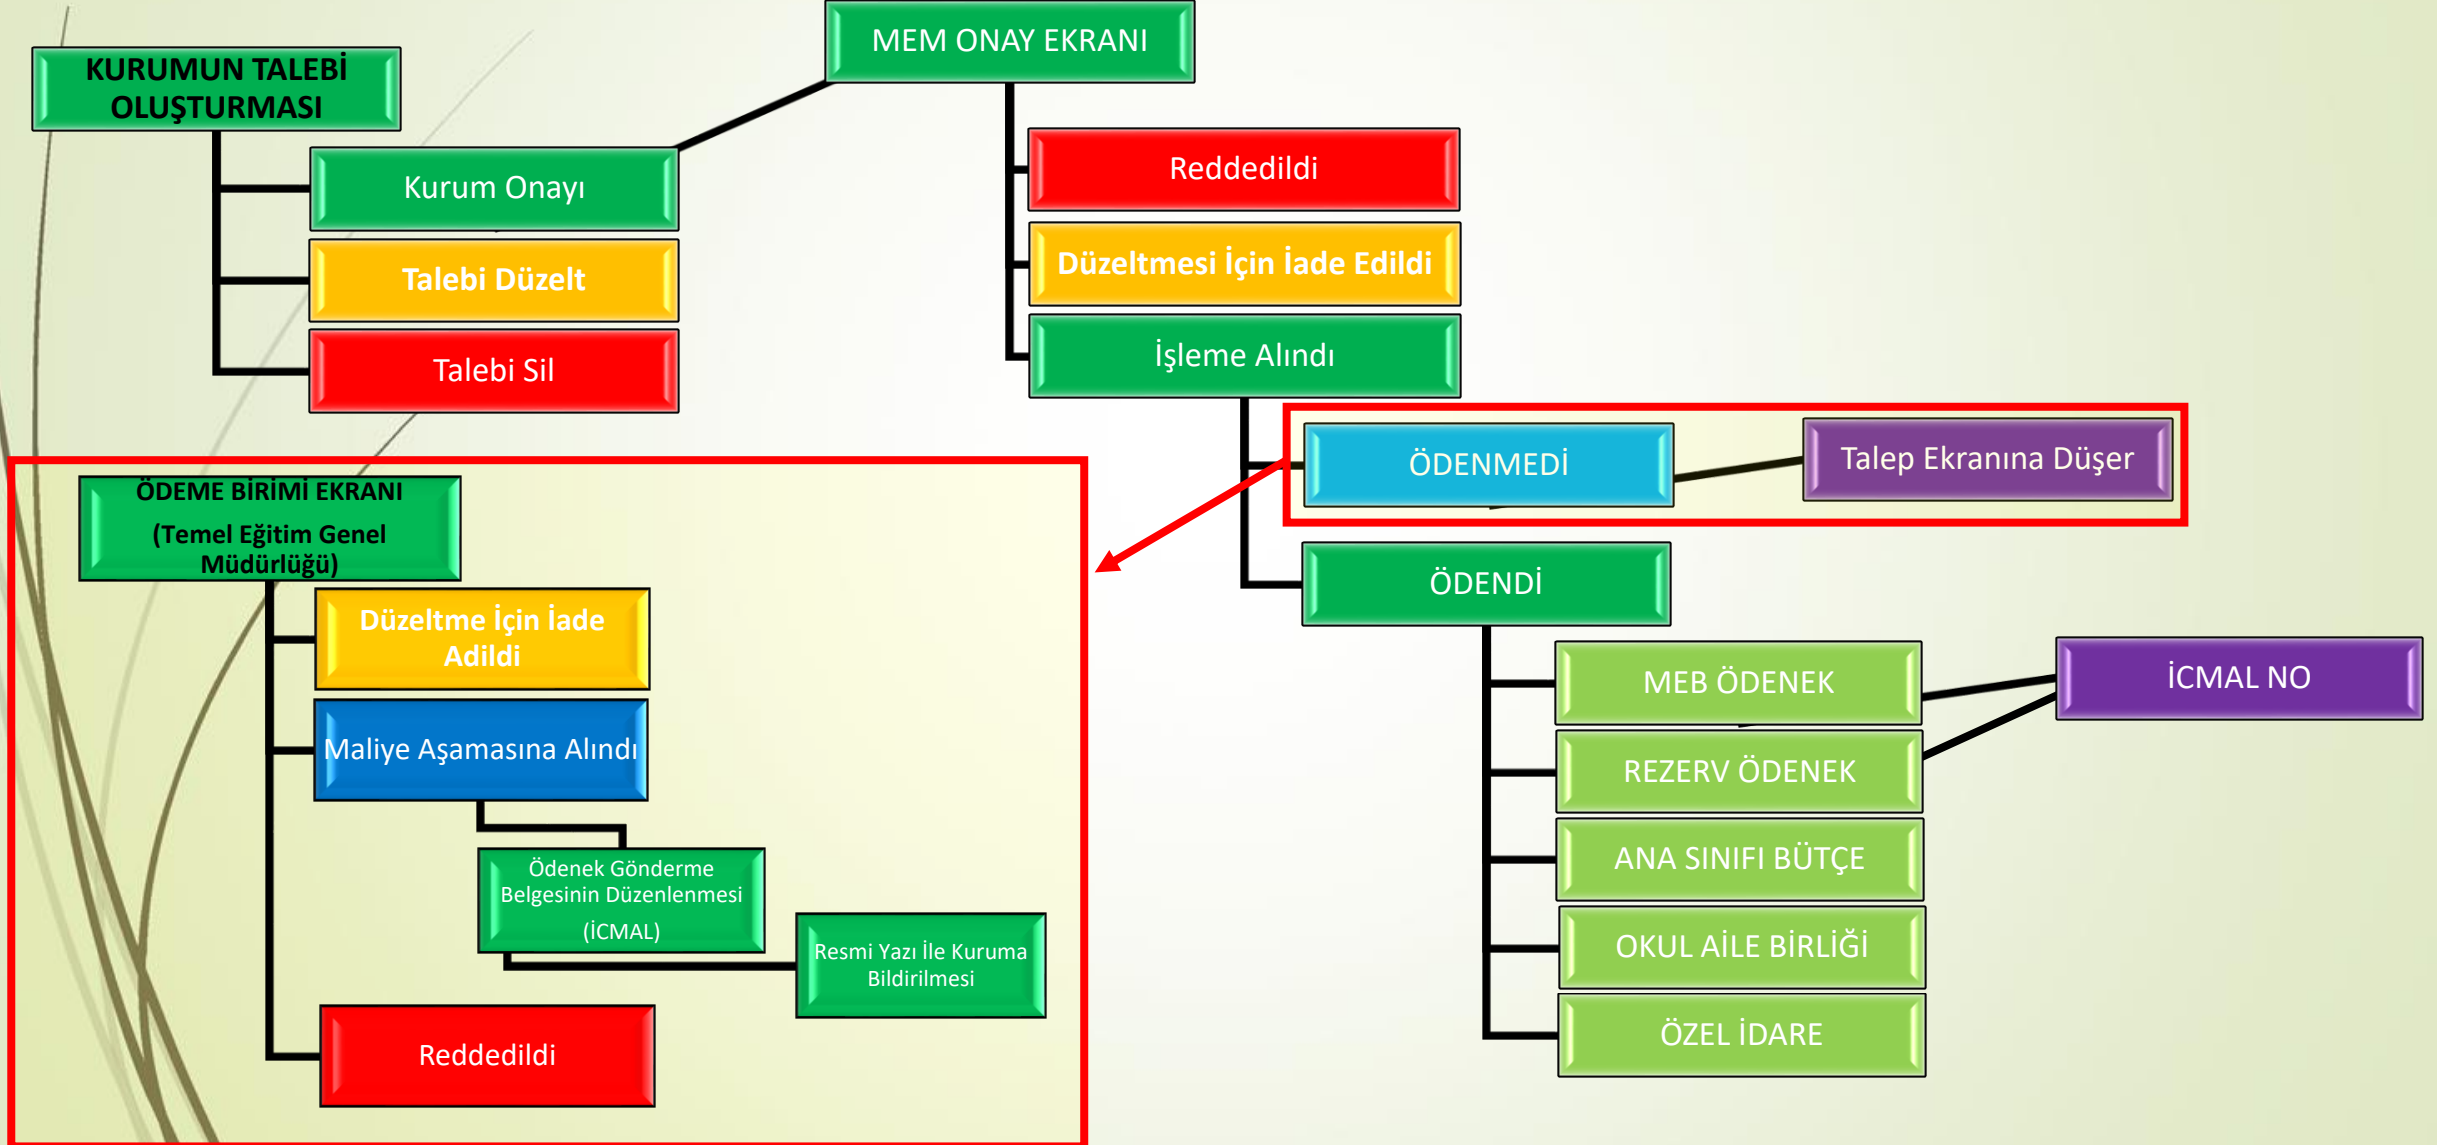 KURUMUN TALEBİ
OLUŞTURMASI
Kurum Onayı
Talebi Düzelt
Talebi Sil
MEM ONAY EKRANI
Reddedildi
Düzeltmesi İçin İade Edildi
İşleme Alındı
ÖDENMEDİ
Talep Ekranına Düşer
ÖDENDİ
MEB ÖDENEK
REZERV ÖDENEK
ANA SINIFI BÜTÇE
OKUL AİLE BİRLİĞİ
ÖZEL İDARE
İCMAL NO
ÖDEME BİRİMİ EKRANI
(Temel Eğitim Genel
Müdürlüğü)
Düzeltme İçin İade
Adildi
Maliye Aşamasına Alındı
Ödenek Gönderme
Belgesinin Düzenlenmesi
(İCMAL)
Resmi Yazı İle Kuruma
Bildirilmesi
Reddedildi